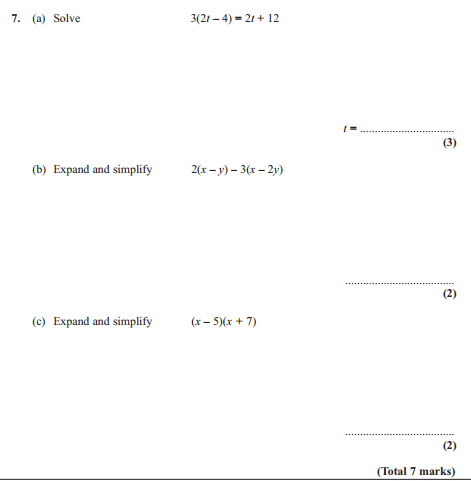 7. (a) Solve 3(2t – 4) = 2t + 12
t = ................................
(3)
(b) Expand and simplify 2(x – y) – 3(x – 2y)
.....................................
(2)
(c) Expand and simplify (x – 5)(x + 7)
.....................................
(2)
(Total 7 marks)